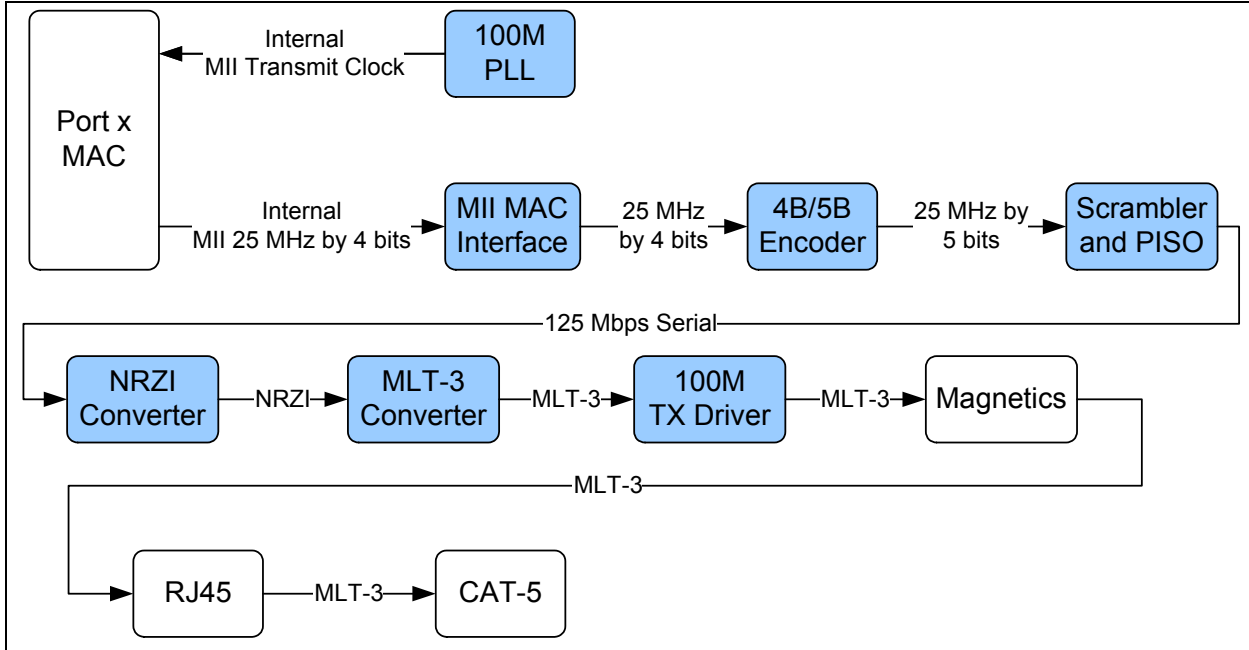 Internal
MII Transmit Clock
100M
PLL
Port x
MAC
Internal
MII 25 MHz by 4 bits
MII MAC
Interface
25 MHz
by 4 bits
4B/5B
Encoder
25 MHz by
5 bits
Scrambler
and PISO
125 Mbps Serial
NRZI
Converter
NRZI
MLT-3
Converter
MLT-3
100M
TX Driver
MLT-3
Magnetics
MLT-3
RJ45
MLT-3
CAT-5